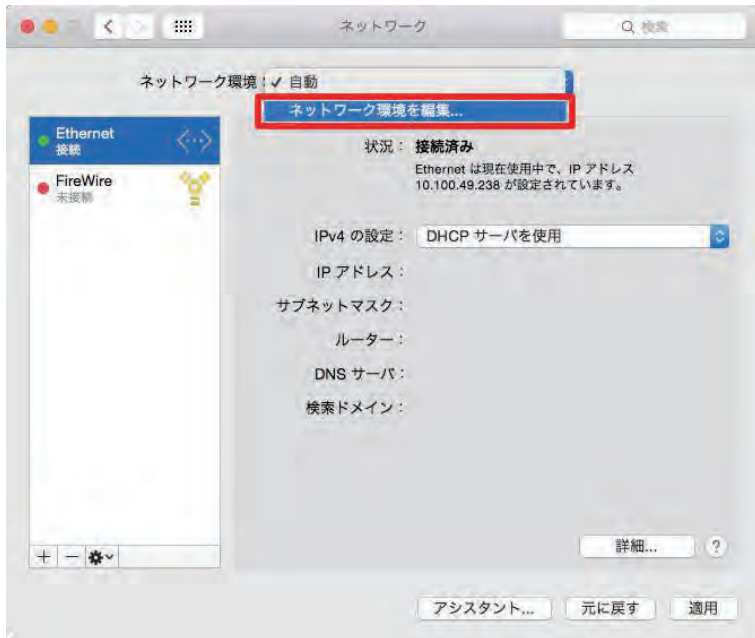 ネットワーク
検索
ネットワーク環境：✓ 自動
ネットワーク環境を編集...
Ethernet
接続
FireWire
未接続
状況： 接続済み
Ethernet は現在使用中で、IP アドレス
10.100.49.238 が設定されています。
IPv4 の設定： DHCP サーバを使用
IP アドレス：
サブネットマスク：
ルーター：
DNS サーバ：
検索ドメイン：
詳細... ?
アシスタント... 元に戻す 適用